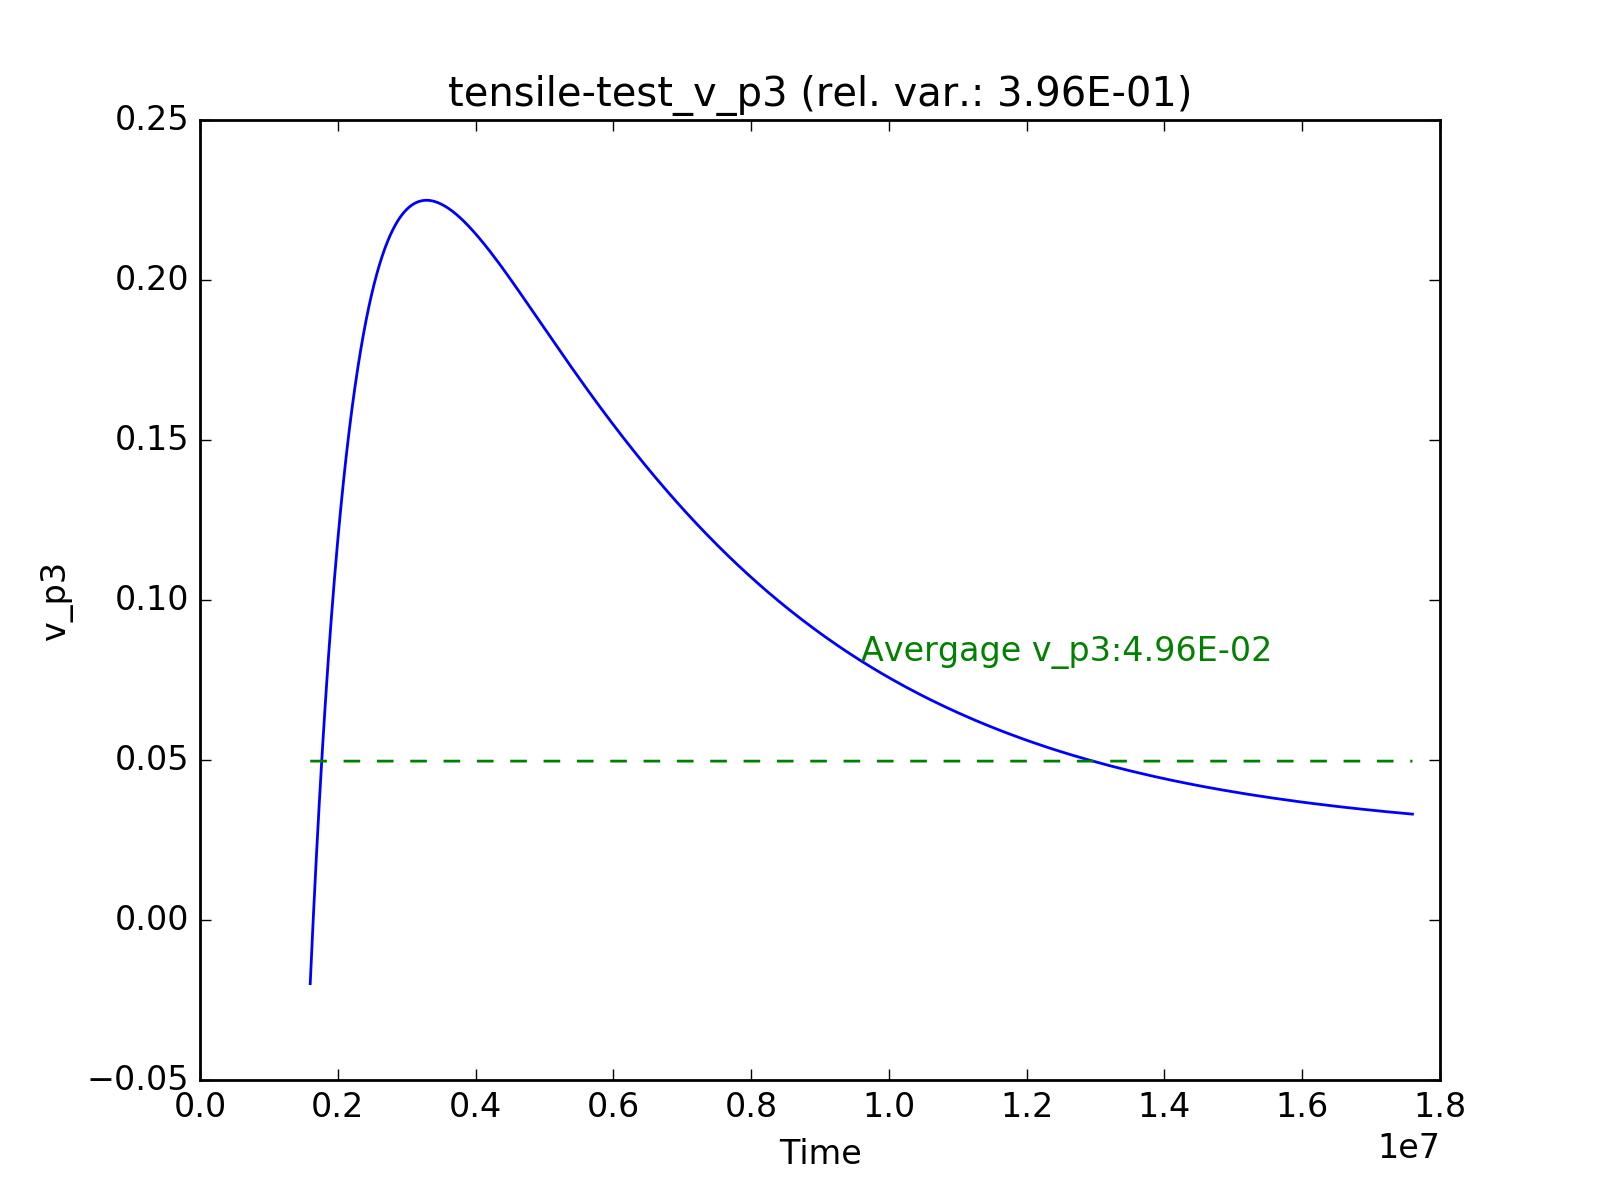 tensile-test_v_p3 (rel. var.: 3.96E-01)
0.25
0.20
0.15
0.10
0.05
0.00
−0.05
v_p3
Avergage v_p3:4.96E-02
0.0 0.2 0.4 0.6 0.8 1.0 1.2 1.4 1.6 1.8
1e7
Time